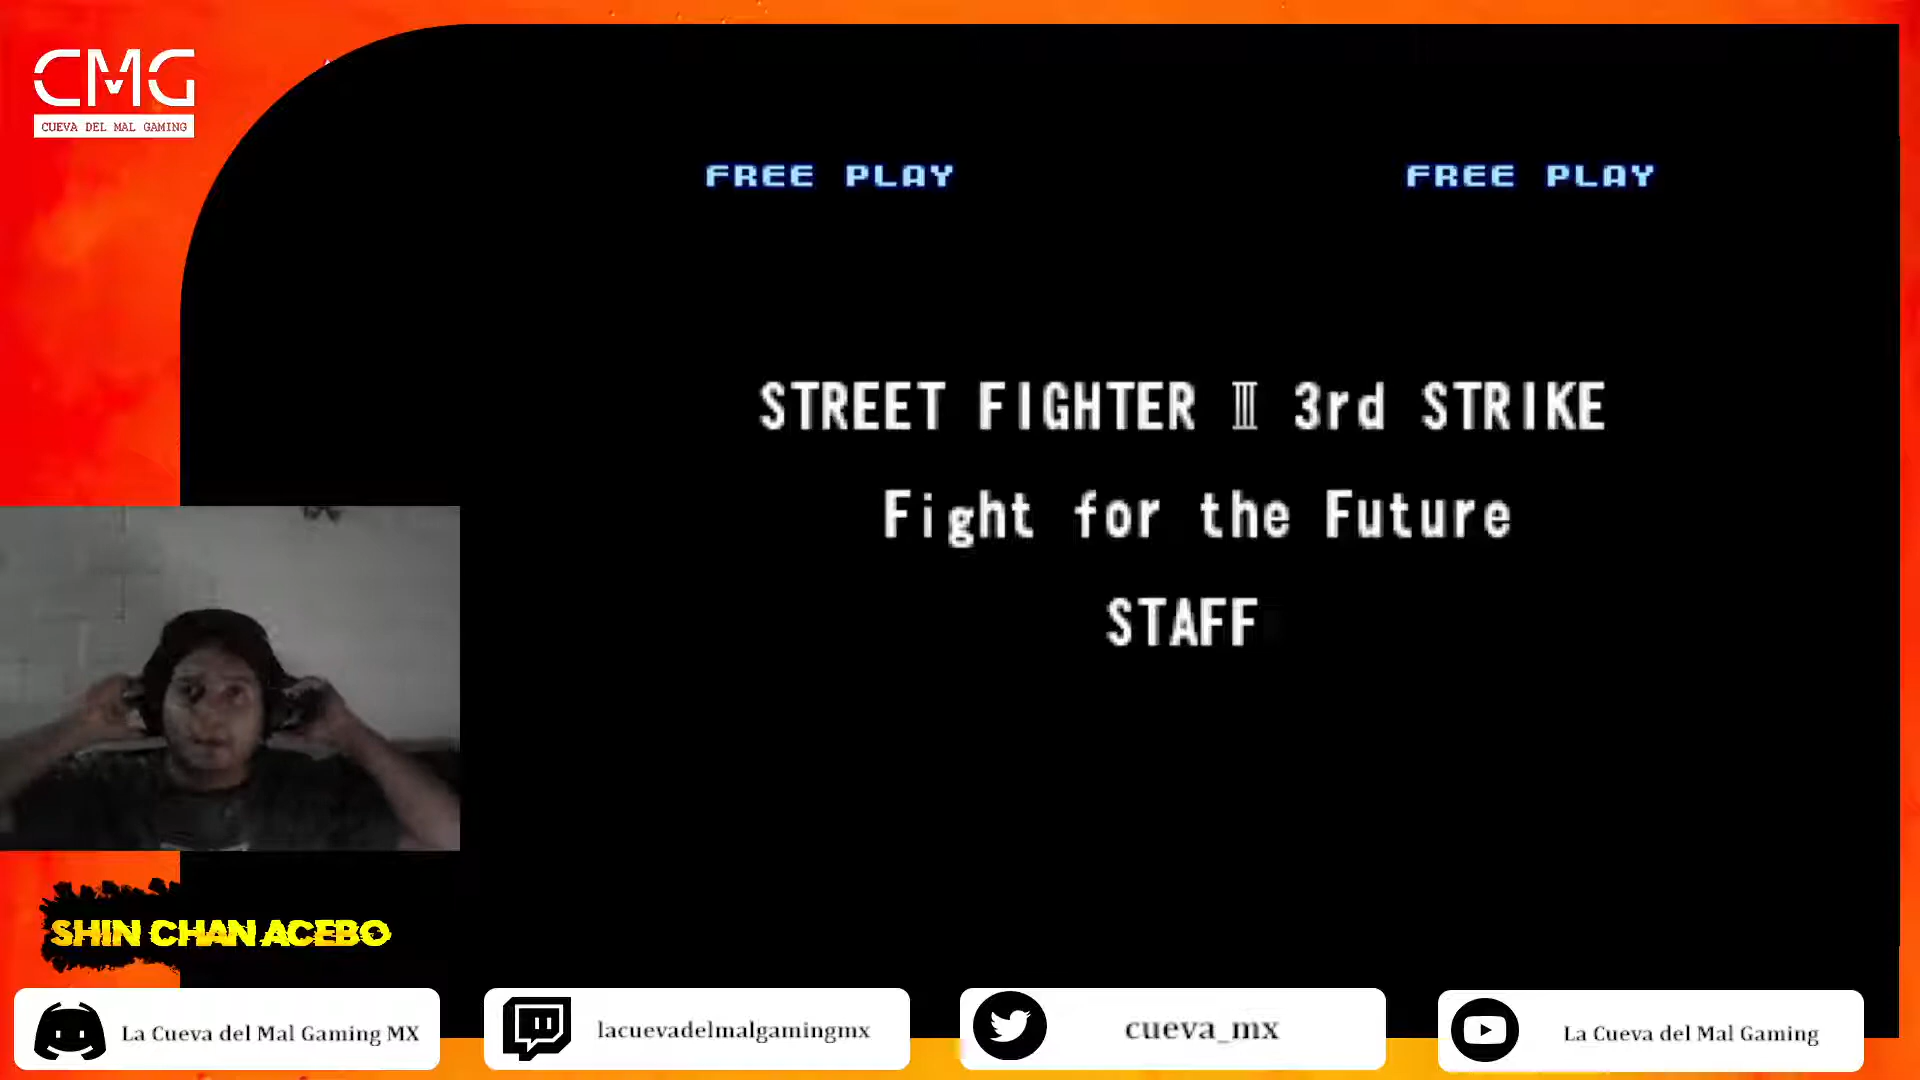 CMG
CUEVA DEL MAL GAMING
FREE PLAY
FREE PLAY
STREET FIGHTER Ⅲ 3rd STRIKE
Fight for the Future
STAFF
SHIN CHAN ACEBO
La Cueva del Mal Gaming MX
lacuevadelmalgamingmx
cueva_mx
La Cueva del Mal Gaming